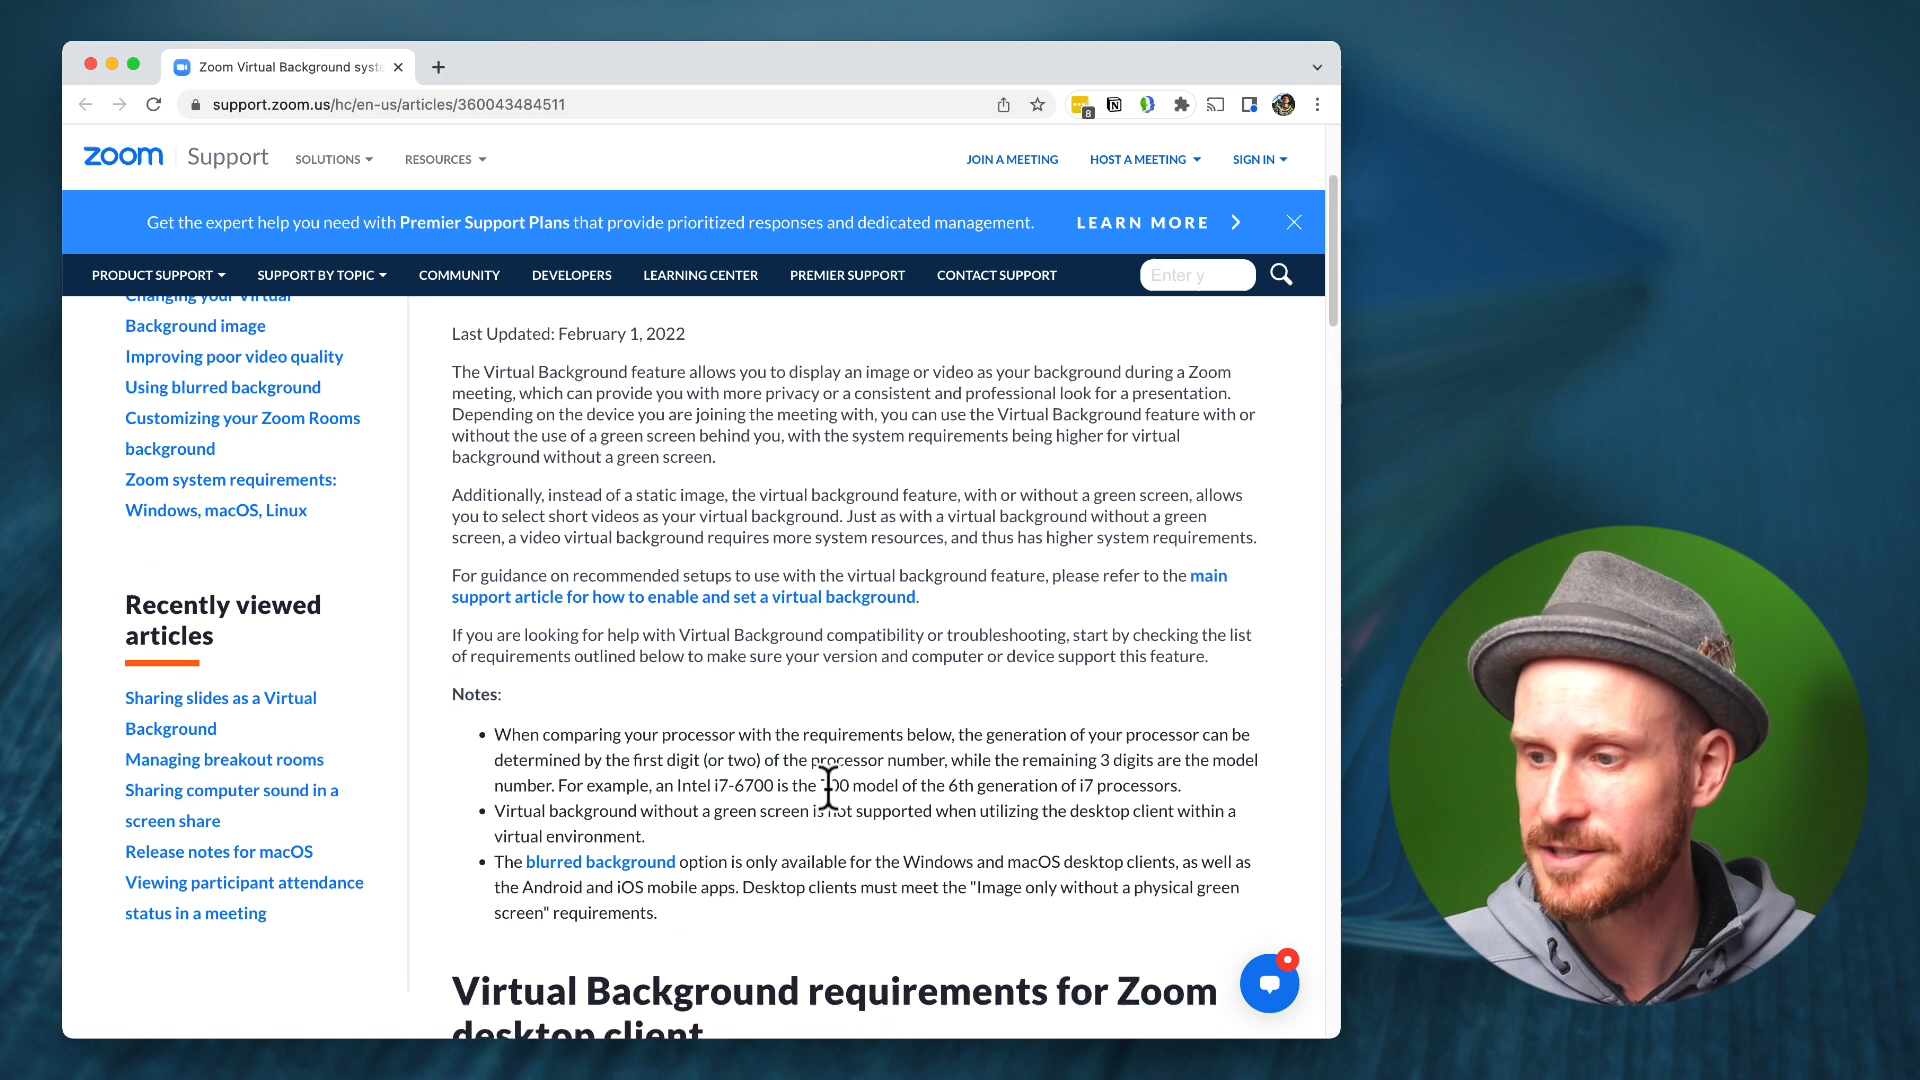 Zoom Virtual Background syste
support.zoom.us/hc/en-us/articles/360043484511
8
zoom Support SOLUTIONS RESOURCES JOIN A MEETING HOST A MEETING SIGN IN
Get the expert help you need with Premier Support Plans that provide prioritized responses and dedicated management. LEARN MORE
PRODUCT SUPPORT SUPPORT BY TOPIC COMMUNITY DEVELOPERS LEARNING CENTER PREMIER SUPPORT CONTACT SUPPORT Enter y
Changing your Virtual
Background image
Improving poor video quality
Using blurred background
Customizing your Zoom Rooms
background
Zoom system requirements:
Windows, macOS, Linux
Recently viewed
articles
Sharing slides as a Virtual
Background
Managing breakout rooms
Sharing computer sound in a
screen share
Release notes for macOS
Viewing participant attendance
status in a meeting
Last Updated: February 1, 2022
The Virtual Background feature allows you to display an image or video as your background during a Zoom
meeting, which can provide you with more privacy or a consistent and professional look for a presentation.
Depending on the device you are joining the meeting with, you can use the Virtual Background feature with or
without the use of a green screen behind you, with the system requirements being higher for virtual
background without a green screen.
Additionally, instead of a static image, the virtual background feature, with or without a green screen, allows
you to select short videos as your virtual background. Just as with a virtual background without a green
screen, a video virtual background requires more system resources, and thus has higher system requirements.
For guidance on recommended setups to use with the virtual background feature, please refer to the main
support article for how to enable and set a virtual background.
If you are looking for help with Virtual Background compatibility or troubleshooting, start by checking the list
of requirements outlined below to make sure your version and computer or device support this feature.
Notes:
• When comparing your processor with the requirements below, the generation of your processor can be
determined by the first digit (or two) of the processor number, while the remaining 3 digits are the model
number. For example, an Intel i7-6700 is the 700 model of the 6th generation of i7 processors.
• Virtual background without a green screen is not supported when utilizing the desktop client within a
virtual environment.
• The blurred background option is only available for the Windows and macOS desktop clients, as well as
the Android and iOS mobile apps. Desktop clients must meet the "Image only without a physical green
screen" requirements.
Virtual Background requirements for Zoom
desktop client